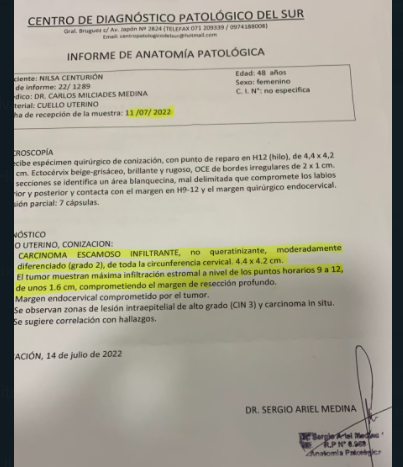 CENTRO DE DIAGNÓSTICO PATOLÓGICO DEL SUR
Gral. Bruguez c/ Av. Japón Nº 2824 (TELEFAX 071 209339 / 0974188008)
Email: centropatologicodelsur@hotmail.com
INFORME DE ANATOMÍA PATOLÓGICA
ciente: NILSA CENTURIÓN
Edad: 48 años
de informe: 22/ 1289
Sexo: femenino
dico: DR. CARLOS MILCIADES MEDINA
C. I. N°: no especifica
terial: CUELLO UTERINO
ha de recepción de la muestra: 11/07/ 2022
ROSCOPÍA
cibe espécimen quirúrgico de conización, con punto de reparo en H12 (hilo), de 4,4 x 4,2
cm. Ectocérvix beige-grisáceo, brillante y rugoso, OCE de bordes irregulares de 2 x 1 cm.
secciones se identifica un área blanquecina, mal delimitada que compromete los labios
rior y posterior y contacta con el margen en H9-12 y el margen quirúrgico endocervical.
sión parcial: 7 cápsulas.
NÓSTICO
O UTERINO, CONIZACION:
CARCINOMA ESCAMOSO INFILTRANTE, no queratinizante, moderadamente
diferenciado (grado 2), de toda la circunferencia cervical. 4.4 x 4.2 cm.
El tumor muestran máxima infiltración estromal a nivel de los puntos horarios 9 a 12,
de unos 1.6 cm, comprometiendo el margen de resección profundo.
Margen endocervical comprometido por el tumor.
Se observan zonas de lesión intraepitelial de alto grado (CIN 3) y carcinoma in situ.
Se sugiere correlación con hallazgos.
ACIÓN, 14 de julio de 2022
DR. SERGIO ARIEL MEDINA
Sergio Ariel Medina
Anatomía Patológica